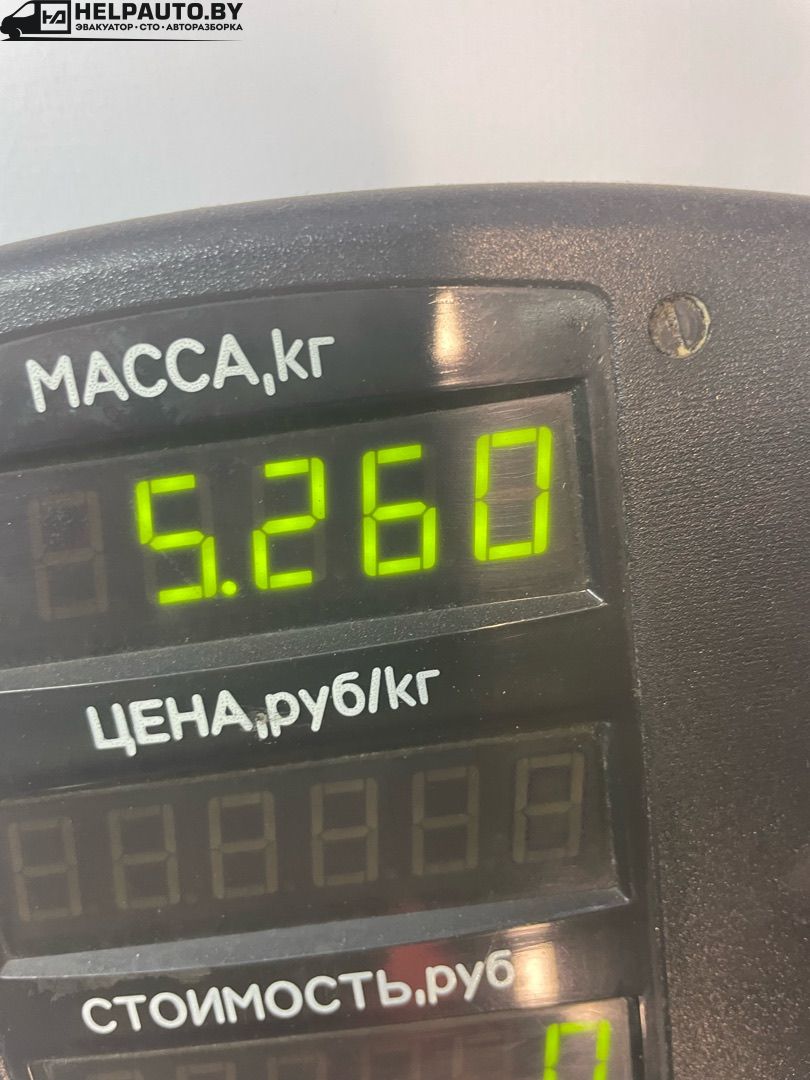 HELPAUTO.BY
ЭВАКУАТОР • СТО • АВТОРАЗБОРКА
МАССА,кг
5.260
ЦЕНА,руб/кг
СТОИМОСТЬ,руб
0